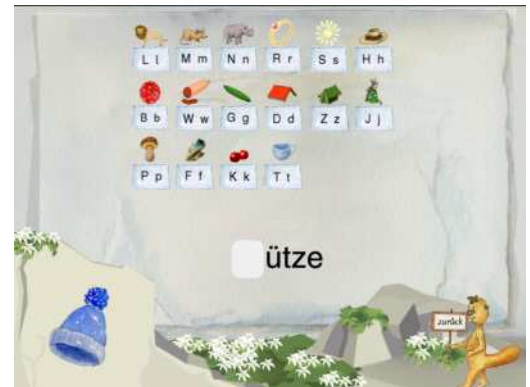 L l M m N n R r S s H h
B b W w G g D d Z z J j
P p F f K k T t
ütze
zurück